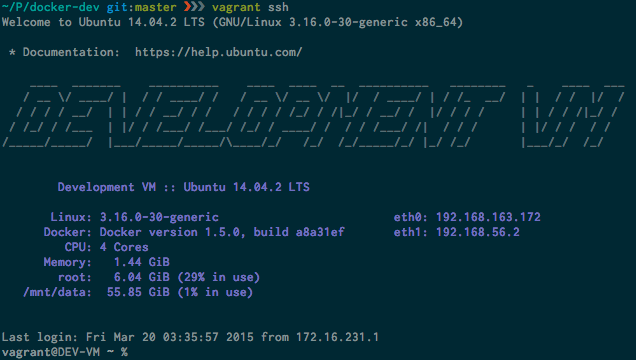 ~/P/docker-dev git:master ❯❯❯ vagrant ssh
Welcome to Ubuntu 14.04.2 LTS (GNU/Linux 3.16.0-30-generic x86_64)
* Documentation:  https://help.ubuntu.com/
DEVELOPMENT VM
Development VM :: Ubuntu 14.04.2 LTS
Linux: 3.16.0-30-generic eth0: 192.168.163.172
Docker: Docker version 1.5.0, build a8a31ef eth1: 192.168.56.2
CPU: 4 Cores
Memory: 1.44 GiB
root: 6.04 GiB (29% in use)
/mnt/data: 55.85 GiB (1% in use)
Last login: Fri Mar 20 03:35:57 2015 from 172.16.231.1
vagrant@DEV-VM ~ %